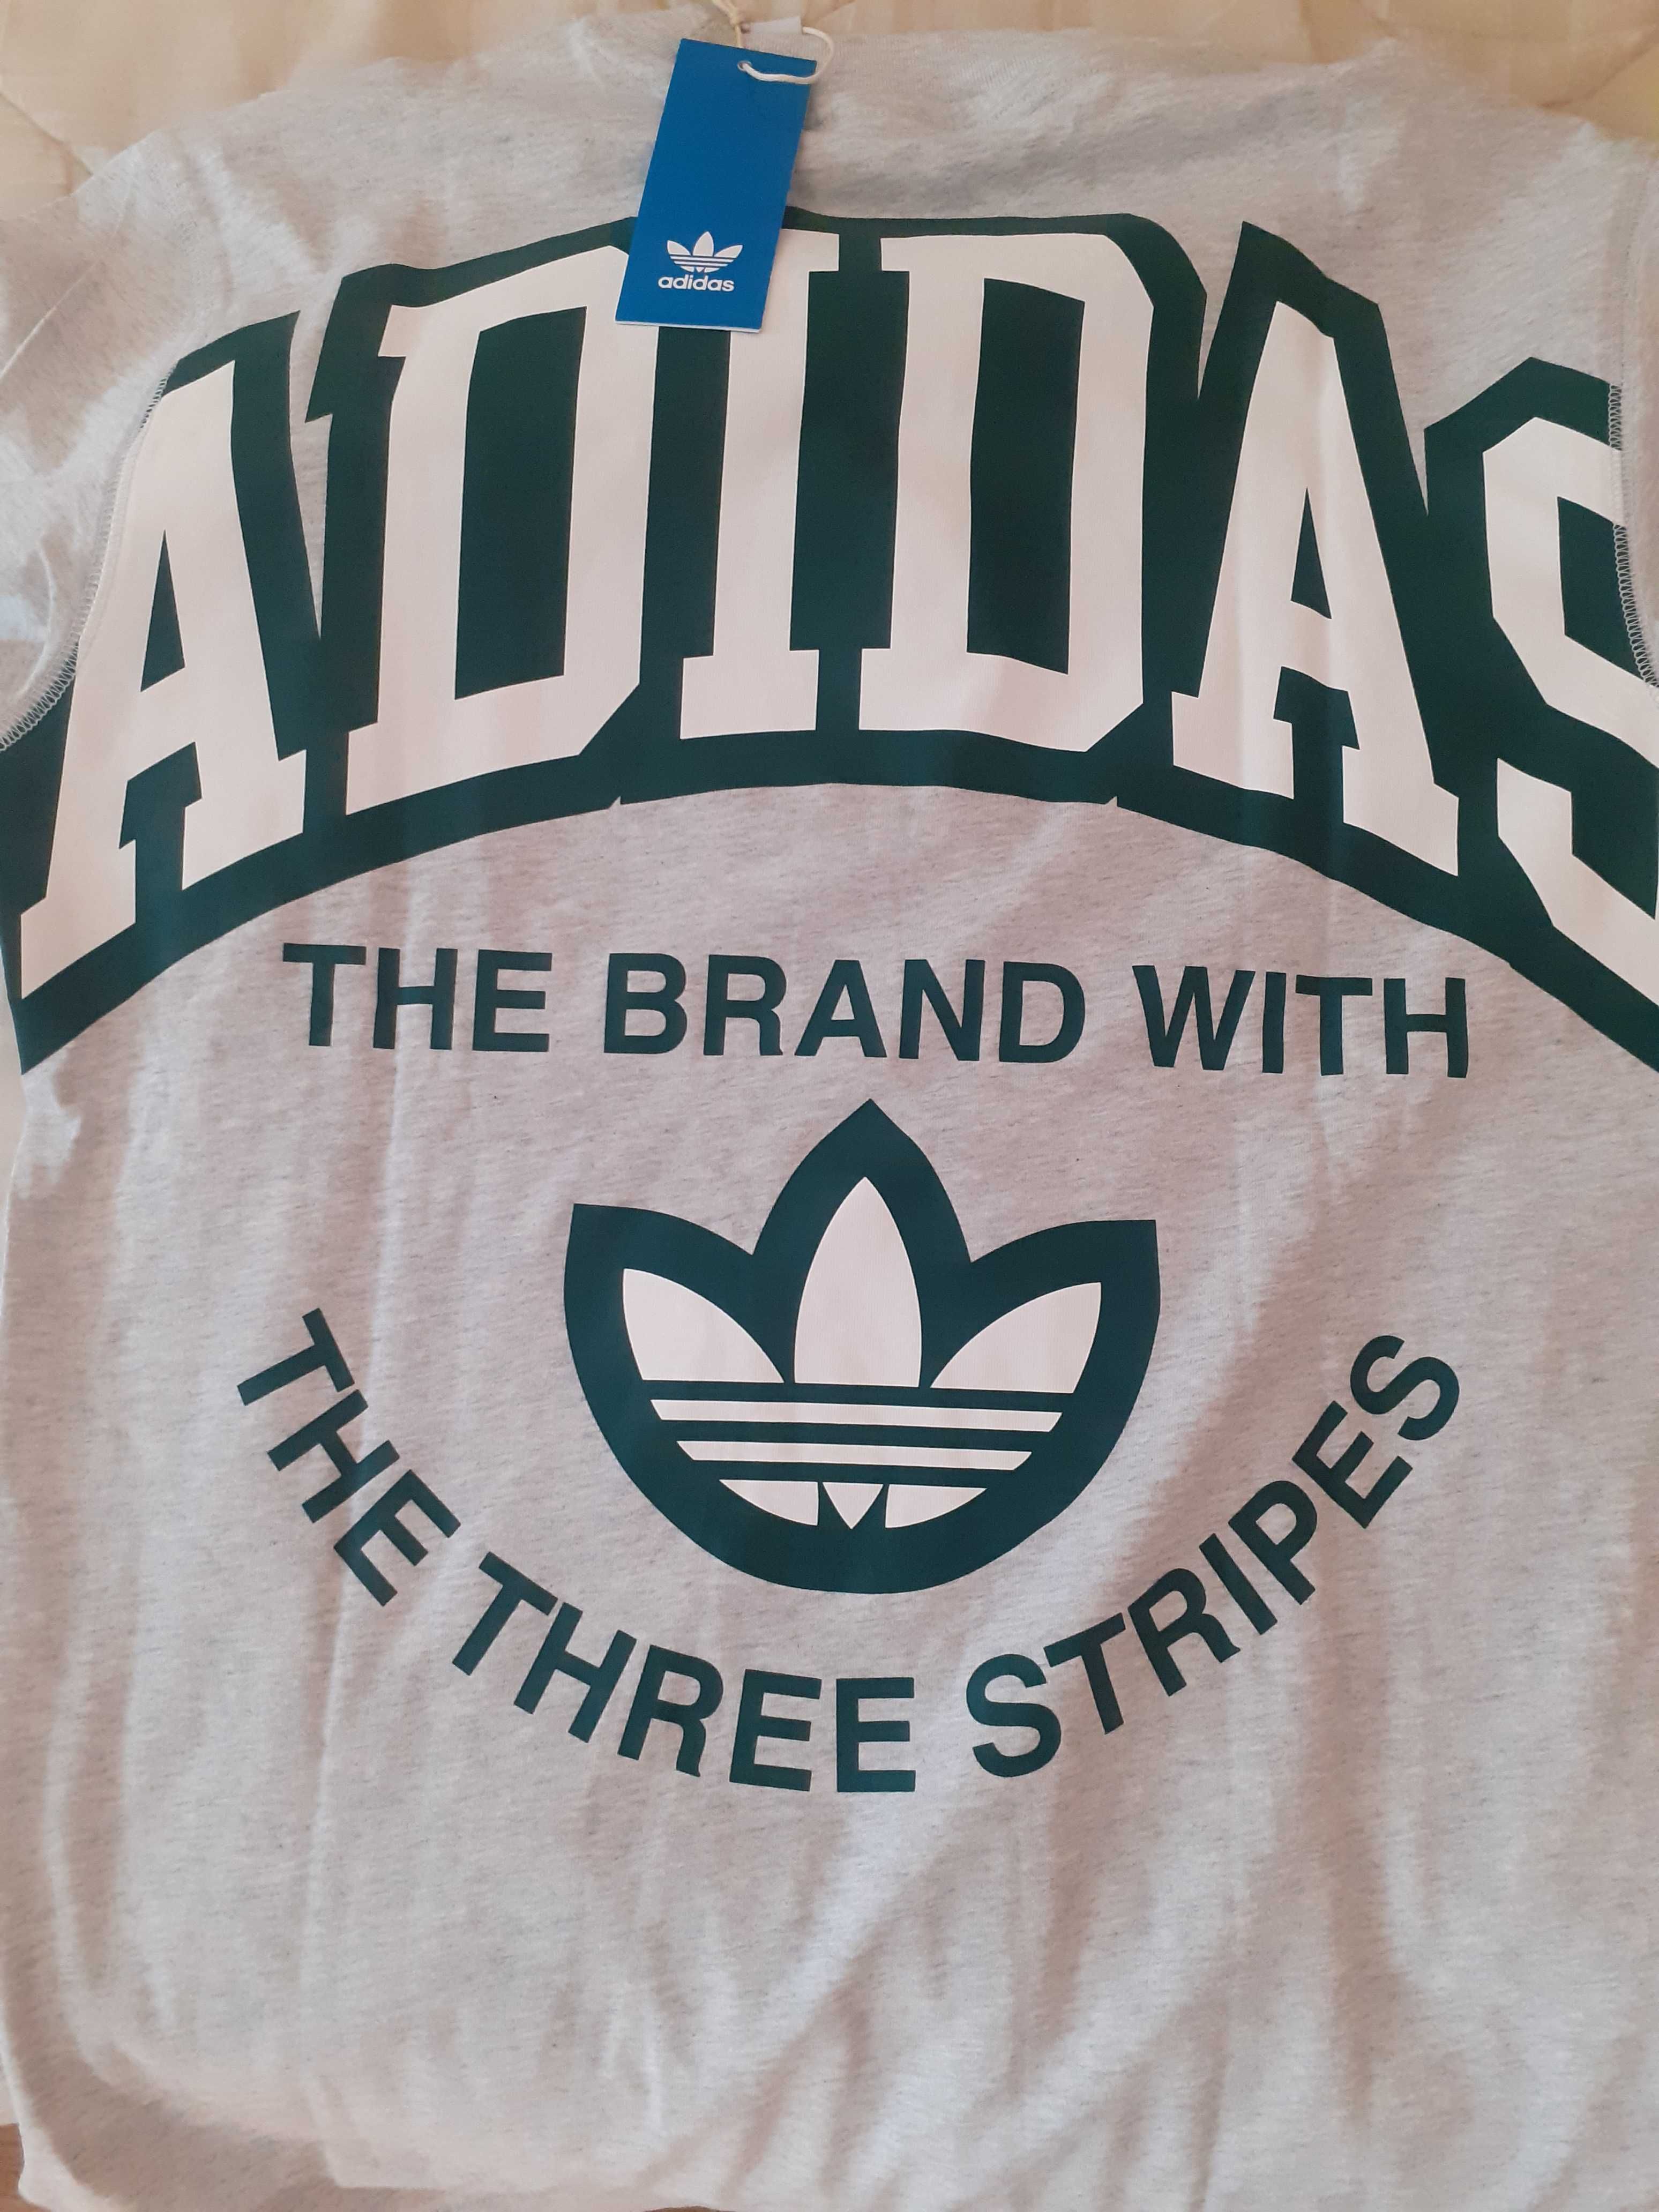 adidas
ADIDAS
THE BRAND WITH
THE THREE STRIPES